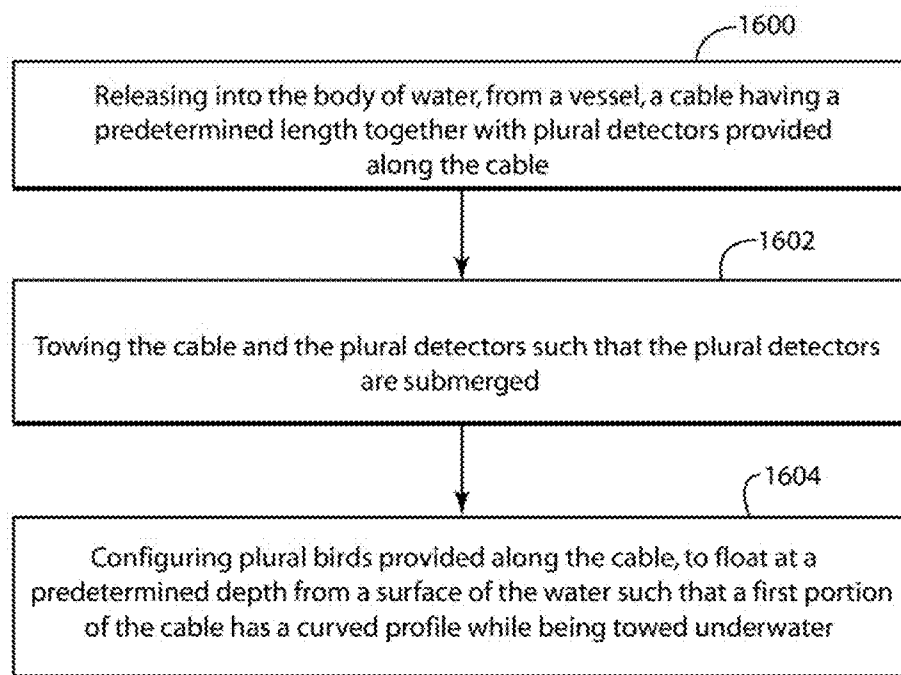 1600
Releasing into the body of water, from a vessel, a cable having a
predetermined length together with plural detectors provided
along the cable
1602
Towing the cable and the plural detectors such that the plural detectors
are submerged
1604
Configuring plural birds provided along the cable, to float at a
predetermined depth from a surface of the water such that a first portion
of the cable has a curved profile while being towed underwater